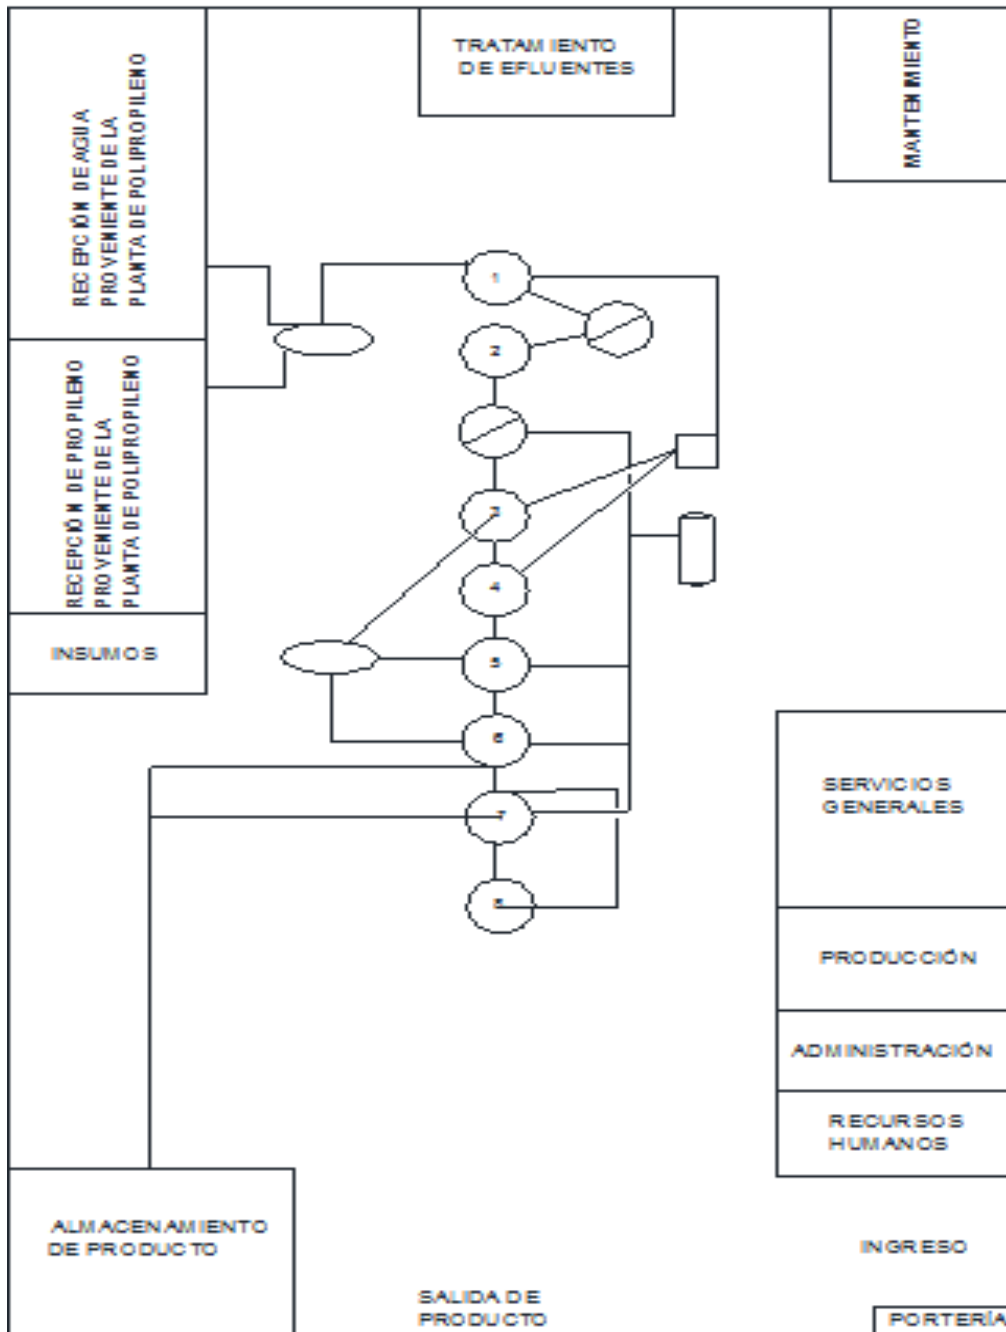 TRATAMIENTO
DE EFLUENTES
MANTENIMIENTO
RECEPCIÓN DE AGUA
PROVENIENTE DE LA
PLANTA DE POLIPROPILENO
1
2
RECEPCIÓN DE PROPILENO
PROVENIENTE DE LA
PLANTA DE POLIPROPILENO
3
4
INSUMOS
5
6
7
8
SERVICIOS
GENERALES
PRODUCCIÓN
ADMINISTRACIÓN
RECURSOS
HUMANOS
ALMACENAMIENTO
DE PRODUCTO
INGRESO
SALIDA DE
PRODUCTO
PORTERÍA